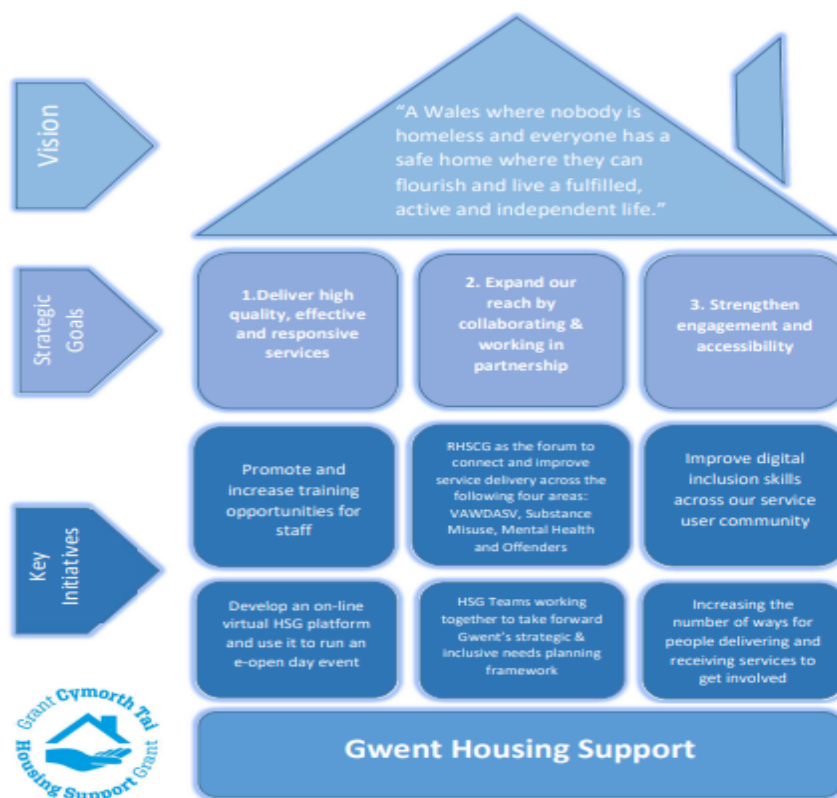 Vision
"A Wales where nobody is
homeless and everyone has a
safe home where they can
flourish and live a fulfilled,
active and independent life."
Strategic
Goals
1.Deliver high
quality, effective
and responsive
services
2. Expand our
reach by
collaborating &
working in
partnership
3. Strengthen
engagement and
accessibility
Key
Initiatives
Promote and
increase training
opportunities for
staff
RHSCG as the forum to
connect and improve
service delivery across the
following four areas:
VAWDASV, Substance
Misuse, Mental Health
and Offenders
Improve digital
inclusion skills
across our service
user community
Develop an on-line
virtual HSG platform
and use it to run an
e-open day event
HSG Teams working
together to take forward
Gwent's strategic &
inclusive needs planning
framework
Increasing the
number of ways for
people delivering and
receiving services to
get involved
Grant Cymorth Tai
Housing Support Grant
Gwent Housing Support